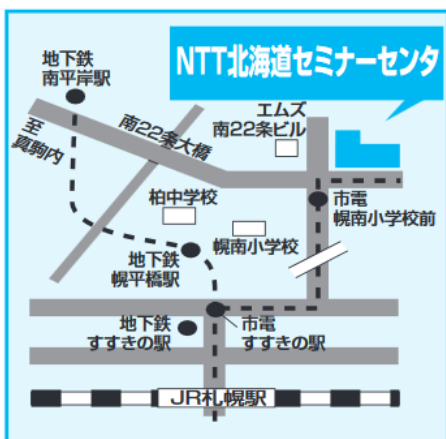 地下鉄
南平岸駅
NTT北海道セミナーセンタ
至
真駒内
南22条大橋
エムズ
南22条ビル
柏中学校
市電
幌南小学校前
幌南小学校
地下鉄
幌平橋駅
地下鉄
すすきの駅
市電
すすきの駅
JR札幌駅